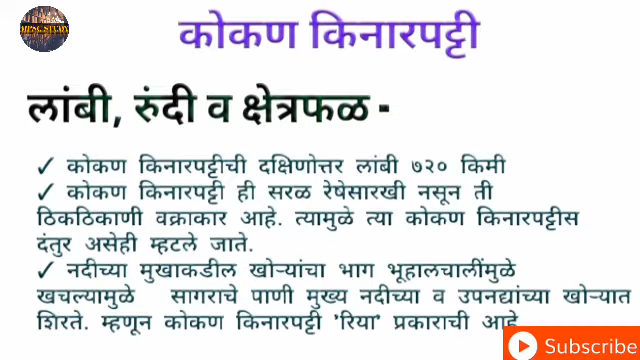 MPSC STUDY
कोकण किनारपट्टी
लांबी, रुंदी व क्षेत्रफळ -
✓ कोकण किनारपट्टीची दक्षिणोत्तर लांबी ७२० किमी
✓ कोकण किनारपट्टी ही सरळ रेषेसारखी नसून ती
ठिकठिकाणी वक्राकार आहे. त्यामुळे त्या कोकण किनारपट्टीस
दंतुर असेही म्हटले जाते.
✓ नदीच्या मुखाकडील खोऱ्यांचा भाग भूहालचालींमुळे
खचल्यामुळे सागराचे पाणी मुख्य नदीच्या व उपनद्यांच्या खोऱ्यात
शिरते. म्हणून कोकण किनारपट्टी 'रिया' प्रकाराची आहे
Subscribe